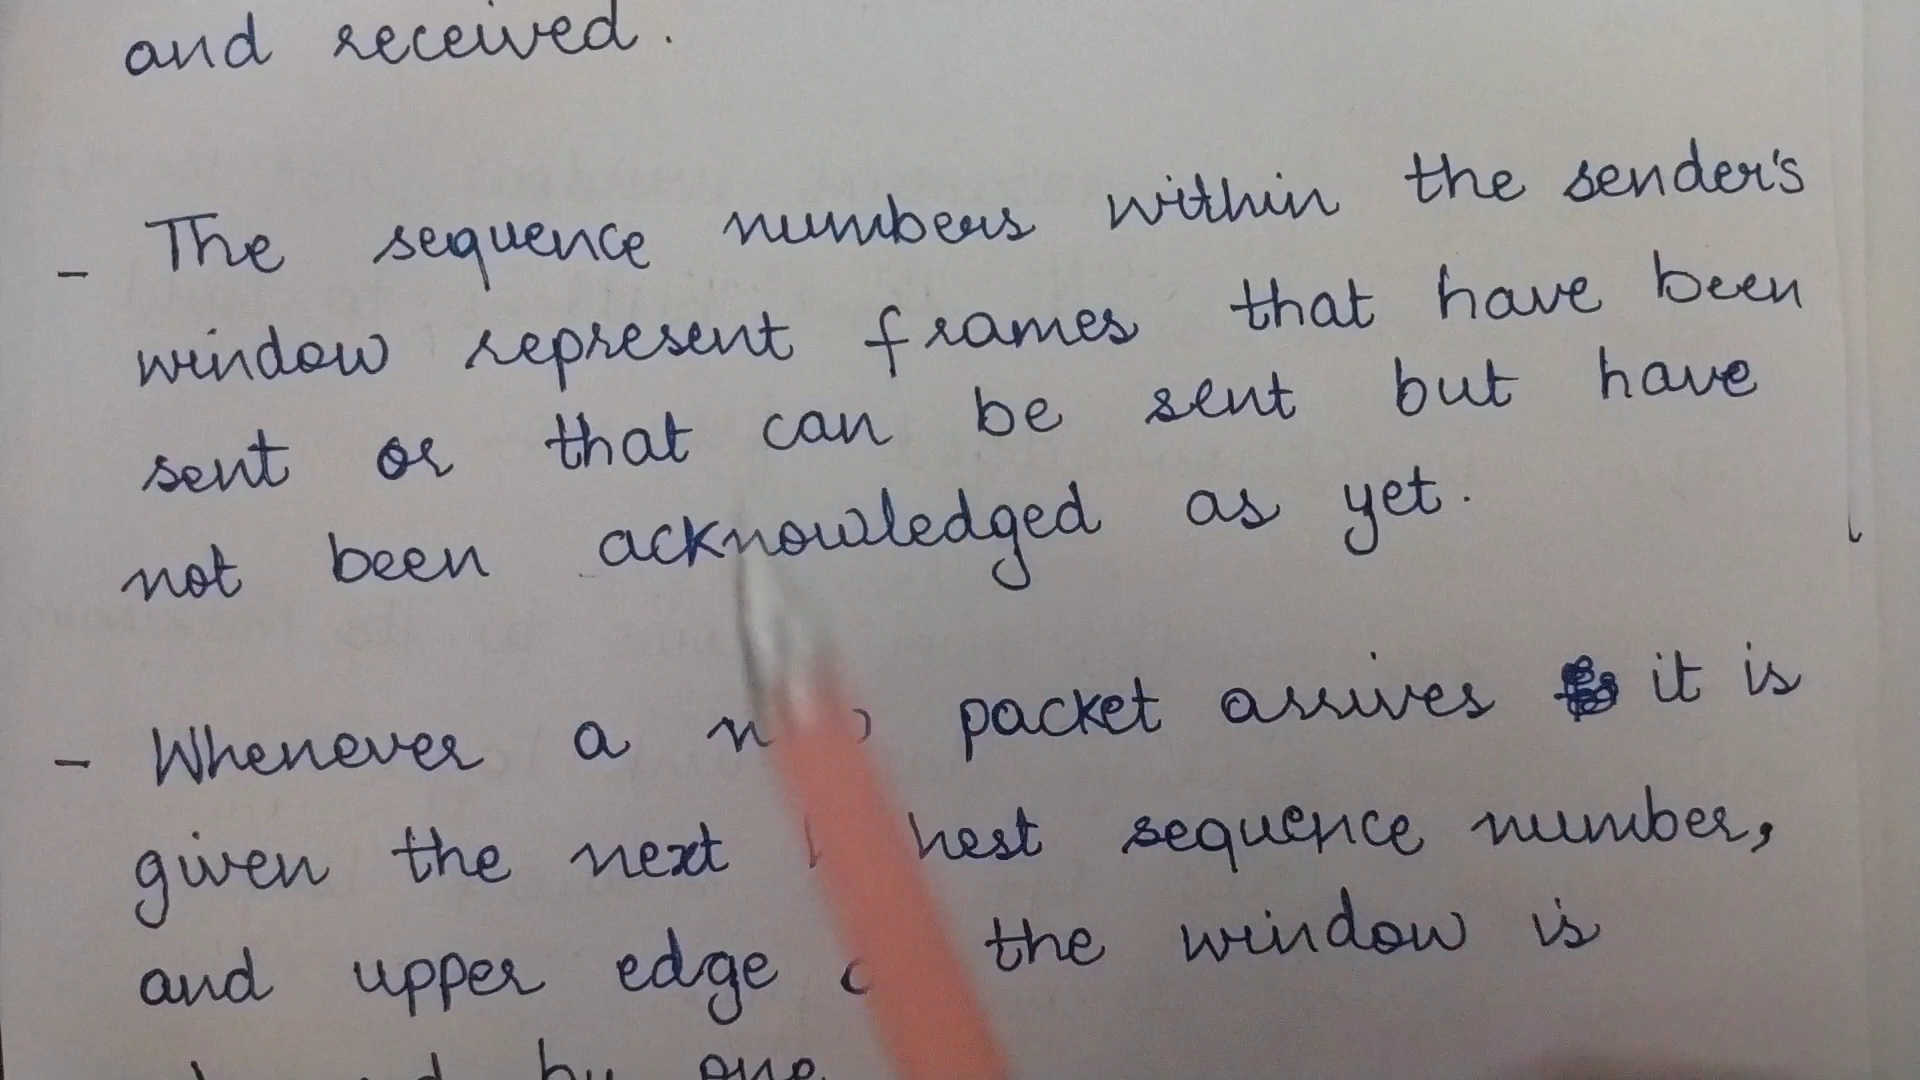 and received.
- The sequence numbers within the sender's
window represent frames that have been
sent or that can be sent but have
not been acknowledged as yet.
- Whenever a packet arrives it is
given the next sequence number,
and upper edge the window is
by one